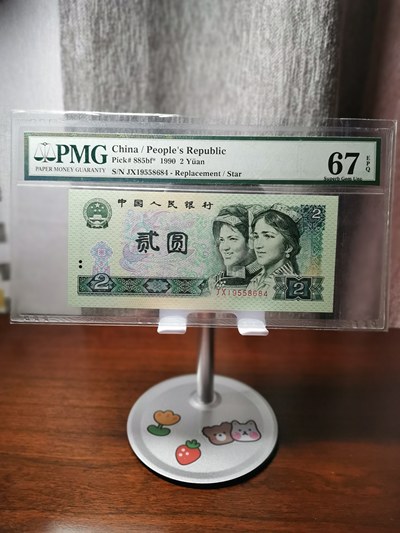 PMG
PAPER MONEY GUARANTY
China / People's Republic
Pick# 885bf* 1990 2 Yüan
S/N JX19558684 - Replacement / Star
67 EPQ
Superb Gem Unc
中国人民银行
2
贰圆
2
2
JX19558684